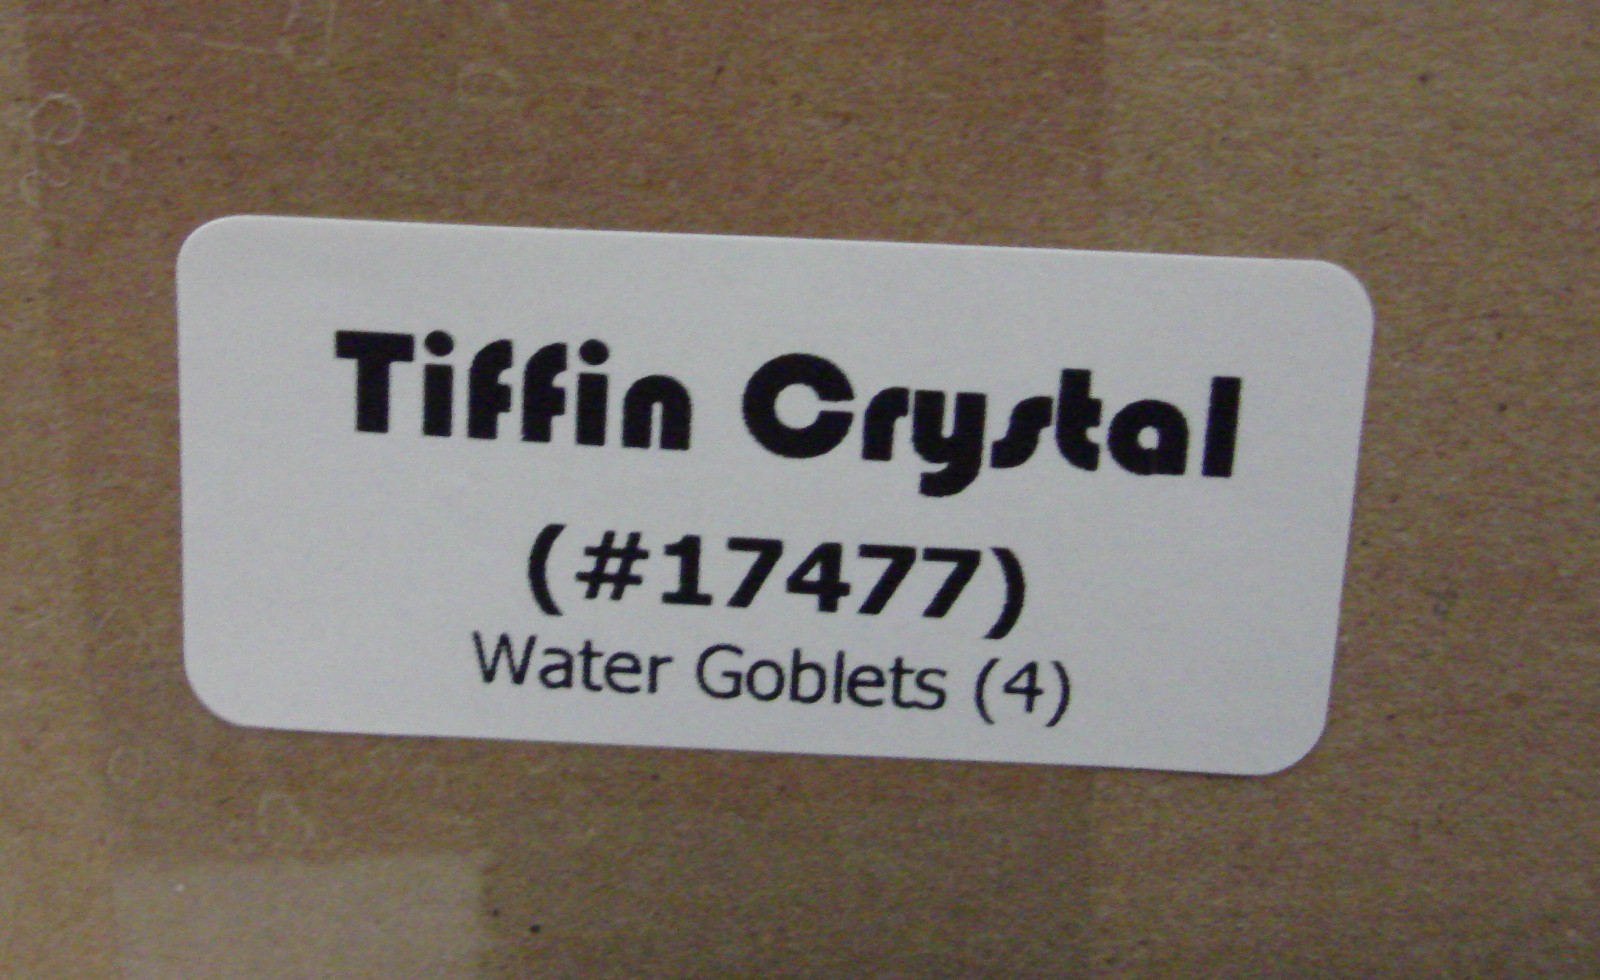 Tiffin Crystal
(#17477)
Water Goblets (4)